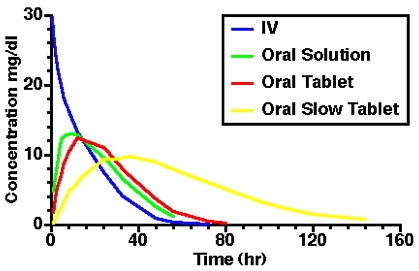 IV
Oral Solution
Oral Tablet
Oral Slow Tablet
Concentration mg/dl
30
20
10
0
0 40 80 120 160
Time (hr)